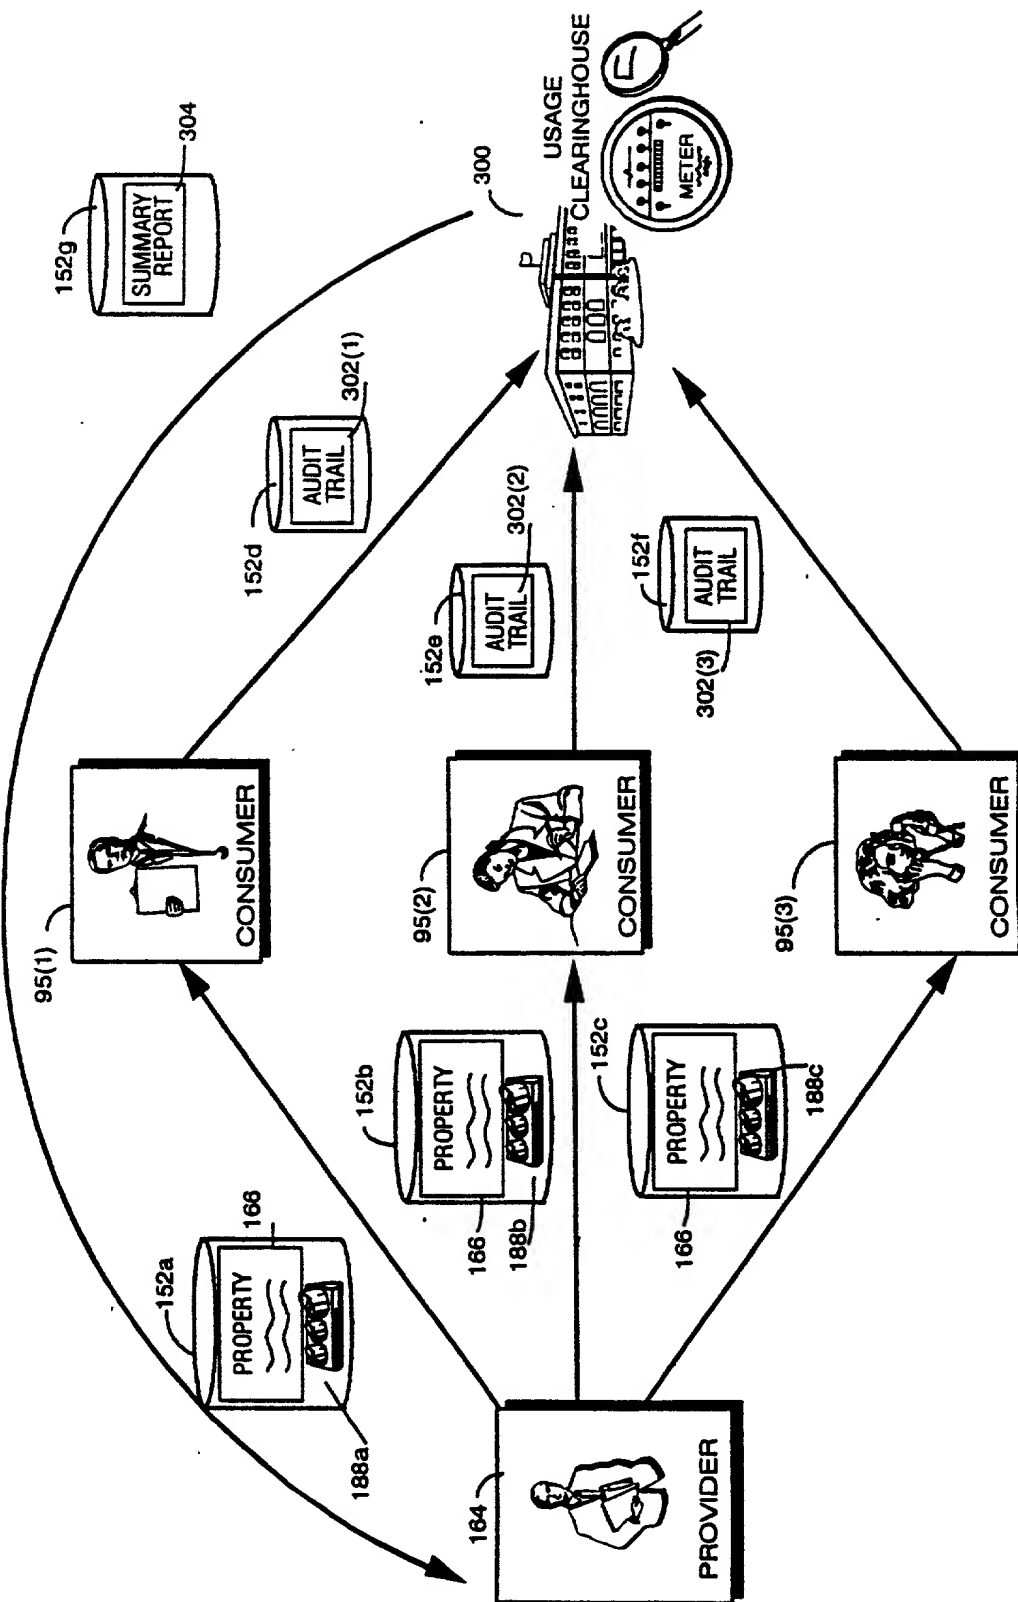 152g
SUMMARY
REPORT
304
300
USAGE
CLEARINGHOUSE
METER
152d
AUDIT
TRAIL
302(1)
152e
AUDIT
TRAIL
302(2)
152f
AUDIT
TRAIL
302(3)
95(1)
CONSUMER
95(2)
CONSUMER
95(3)
CONSUMER
152a
PROPERTY
166
188a
152b
PROPERTY
166
188b
152c
PROPERTY
166
188c
164
PROVIDER